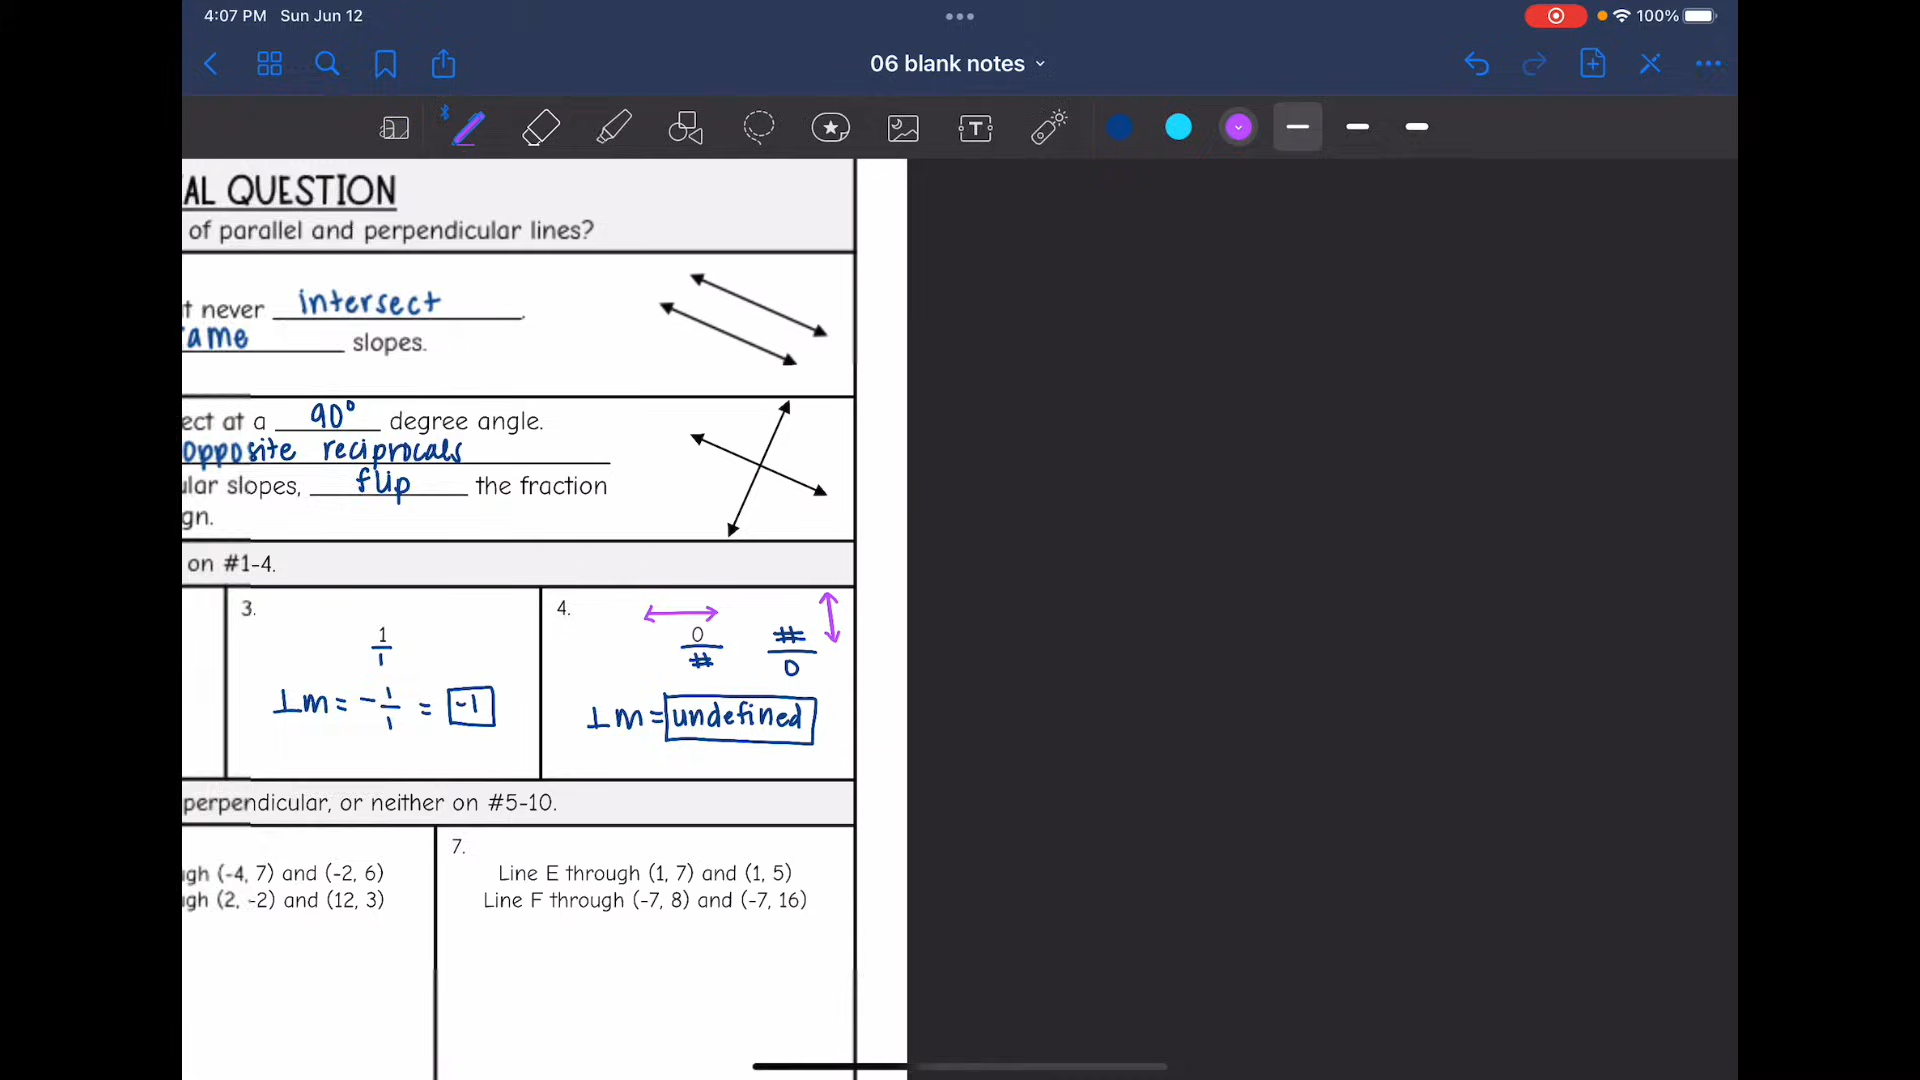 4:07 PM Sun Jun 12
100%
06 blank notes
AL QUESTION
of parallel and perpendicular lines?
t never intersect.
ame slopes.
ect at a 90° degree angle.
opposite reciprocals
ular slopes, flip the fraction
gn.
on #1-4.
3.
1
1
⊥m = - 1/1 = -1
4.
0
#
#
0
⊥m = undefined
perpendicular, or neither on #5-10.
ugh (-4, 7) and (-2, 6)
ugh (2, -2) and (12, 3)
7.
Line E through (1, 7) and (1, 5)
Line F through (-7, 8) and (-7, 16)